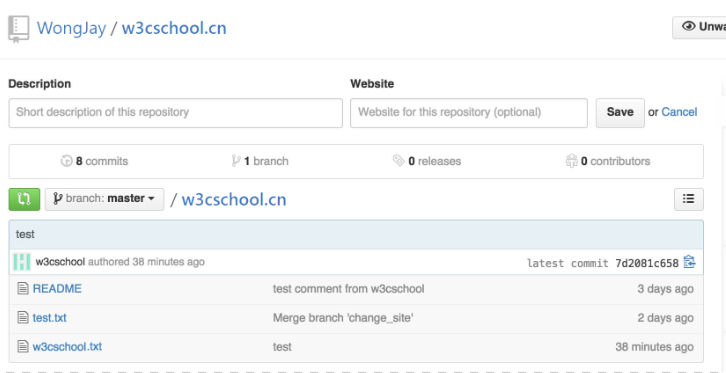 WongJay / w3cschool.cn
Unwa
Description Website
Short description of this repository Website for this repository (optional) Save or Cancel
8 commits 1 branch 0 releases 0 contributors
branch: master / w3cschool.cn
test
w3cschool authored 38 minutes ago latest commit 7d2081c658
README test comment from w3cschool 3 days ago
test.txt Merge branch 'change_site' 2 days ago
w3cschool.txt test 38 minutes ago